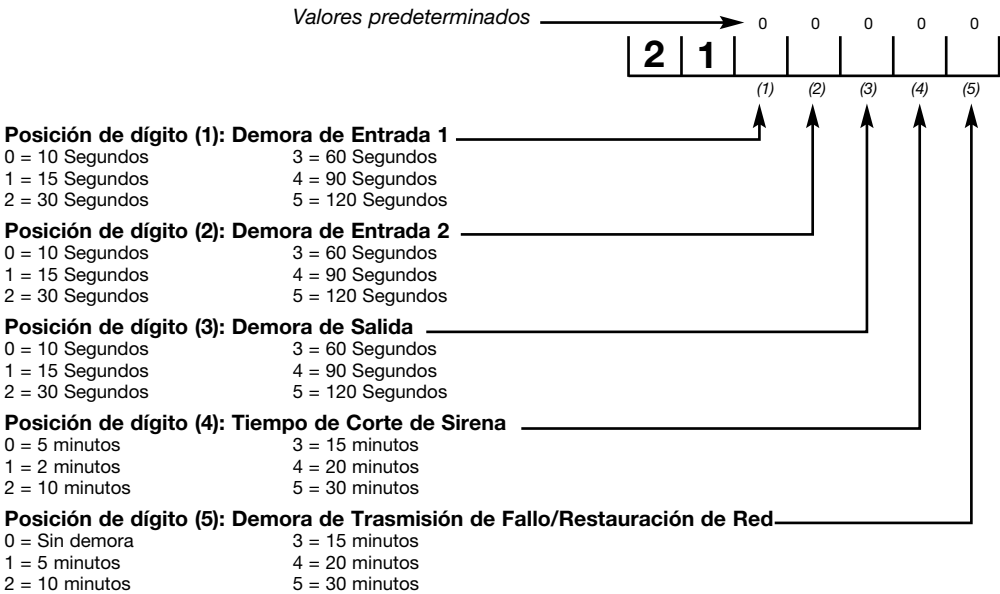 Valores predeterminados 0 0 0 0 0
2 1
(1) (2) (3) (4) (5)
Posición de dígito (1): Demora de Entrada 1
0 = 10 Segundos 3 = 60 Segundos
1 = 15 Segundos 4 = 90 Segundos
2 = 30 Segundos 5 = 120 Segundos
Posición de dígito (2): Demora de Entrada 2
0 = 10 Segundos 3 = 60 Segundos
1 = 15 Segundos 4 = 90 Segundos
2 = 30 Segundos 5 = 120 Segundos
Posición de dígito (3): Demora de Salida
0 = 10 Segundos 3 = 60 Segundos
1 = 15 Segundos 4 = 90 Segundos
2 = 30 Segundos 5 = 120 Segundos
Posición de dígito (4): Tiempo de Corte de Sirena
0 = 5 minutos 3 = 15 minutos
1 = 2 minutos 4 = 20 minutos
2 = 10 minutos 5 = 30 minutos
Posición de dígito (5): Demora de Trasmisión de Fallo/Restauración de Red
0 = Sin demora 3 = 15 minutos
1 = 5 minutos 4 = 20 minutos
2 = 10 minutos 5 = 30 minutos